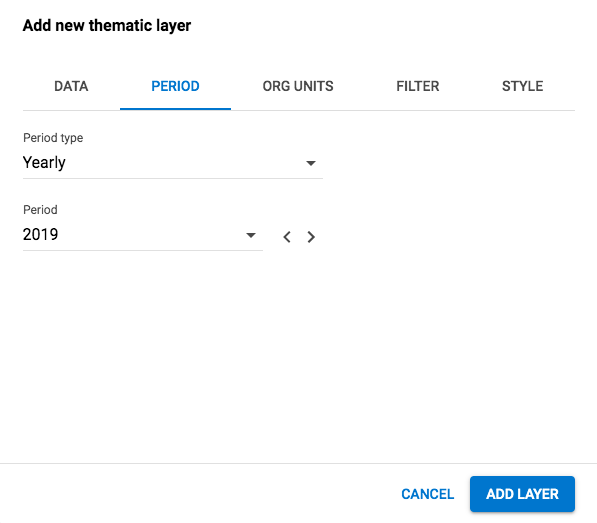 Add new thematic layer
DATA PERIOD ORG UNITS FILTER STYLE
Period type
Yearly
Period
2019
CANCEL ADD LAYER